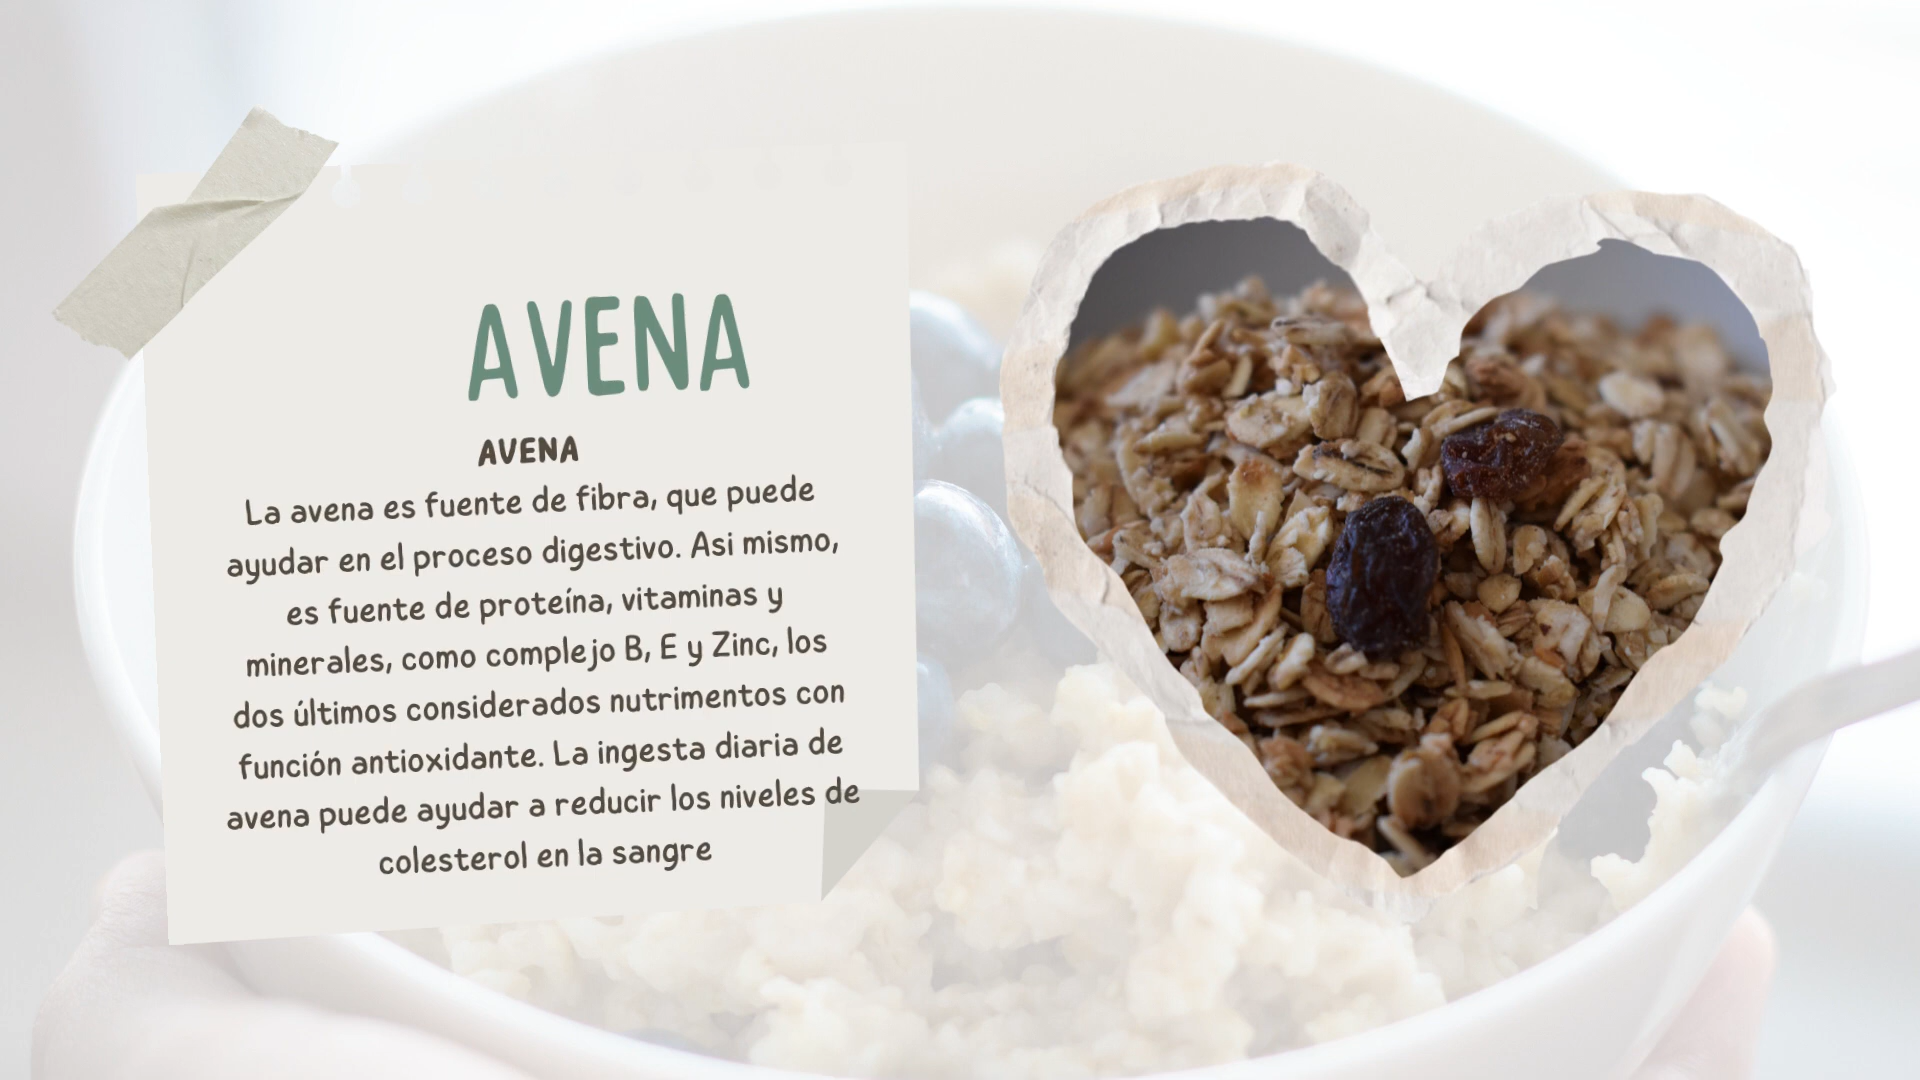 AVENA
AVENA
La avena es fuente de fibra, que puede
ayudar en el proceso digestivo. Asi mismo,
es fuente de proteína, vitaminas y
minerales, como complejo B, E y Zinc, los
dos últimos considerados nutrimentos con
función antioxidante. La ingesta diaria de
avena puede ayudar a reducir los niveles de
colesterol en la sangre